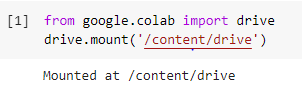 [1] from google.colab import drive
drive.mount('/content/drive')
Mounted at /content/drive